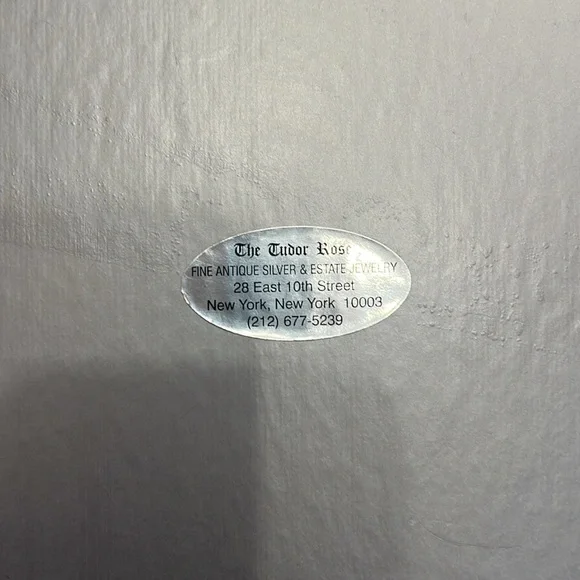 The Tudor Rose
FINE ANTIQUE SILVER & ESTATE JEWELRY
28 East 10th Street
New York, New York 10003
(212) 677-5239